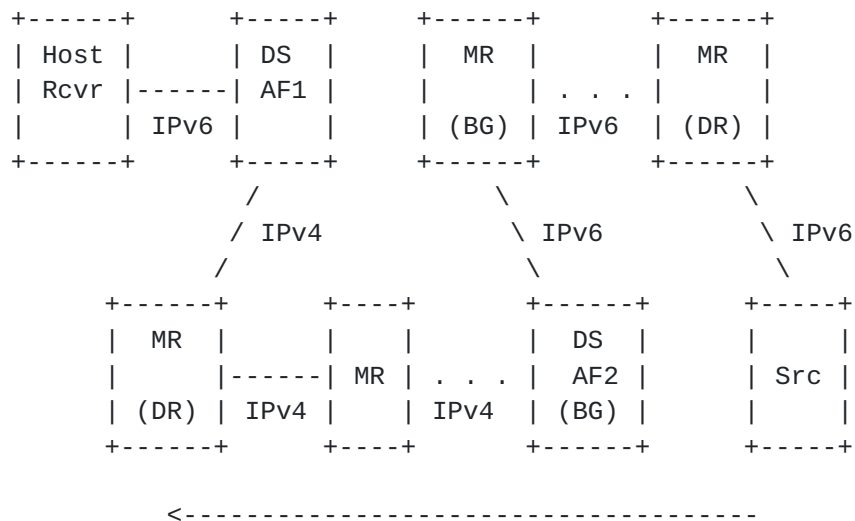 +------+      +-----+     +------+       +------+
| Host |      | DS  |     |  MR  |       |  MR  |
| Rcvr |------| AF1 |     |      | . . . |      |
|      | IPv6 |     |     | (BG) | IPv6  | (DR) |
+------+      +-----+     +------+       +------+
               /               \               \
              / IPv4            \ IPv6          \ IPv6
             /                   \               \
      +------+      +----+       +------+      +-----+
      |  MR  |      |    |       |  DS  |      |     |
      |      |------| MR | . . . |  AF2 |      | Src |
      | (DR) | IPv4 |    | IPv4  | (BG) |      |     |
      +------+      +----+       +------+      +-----+
          <------------------------------------